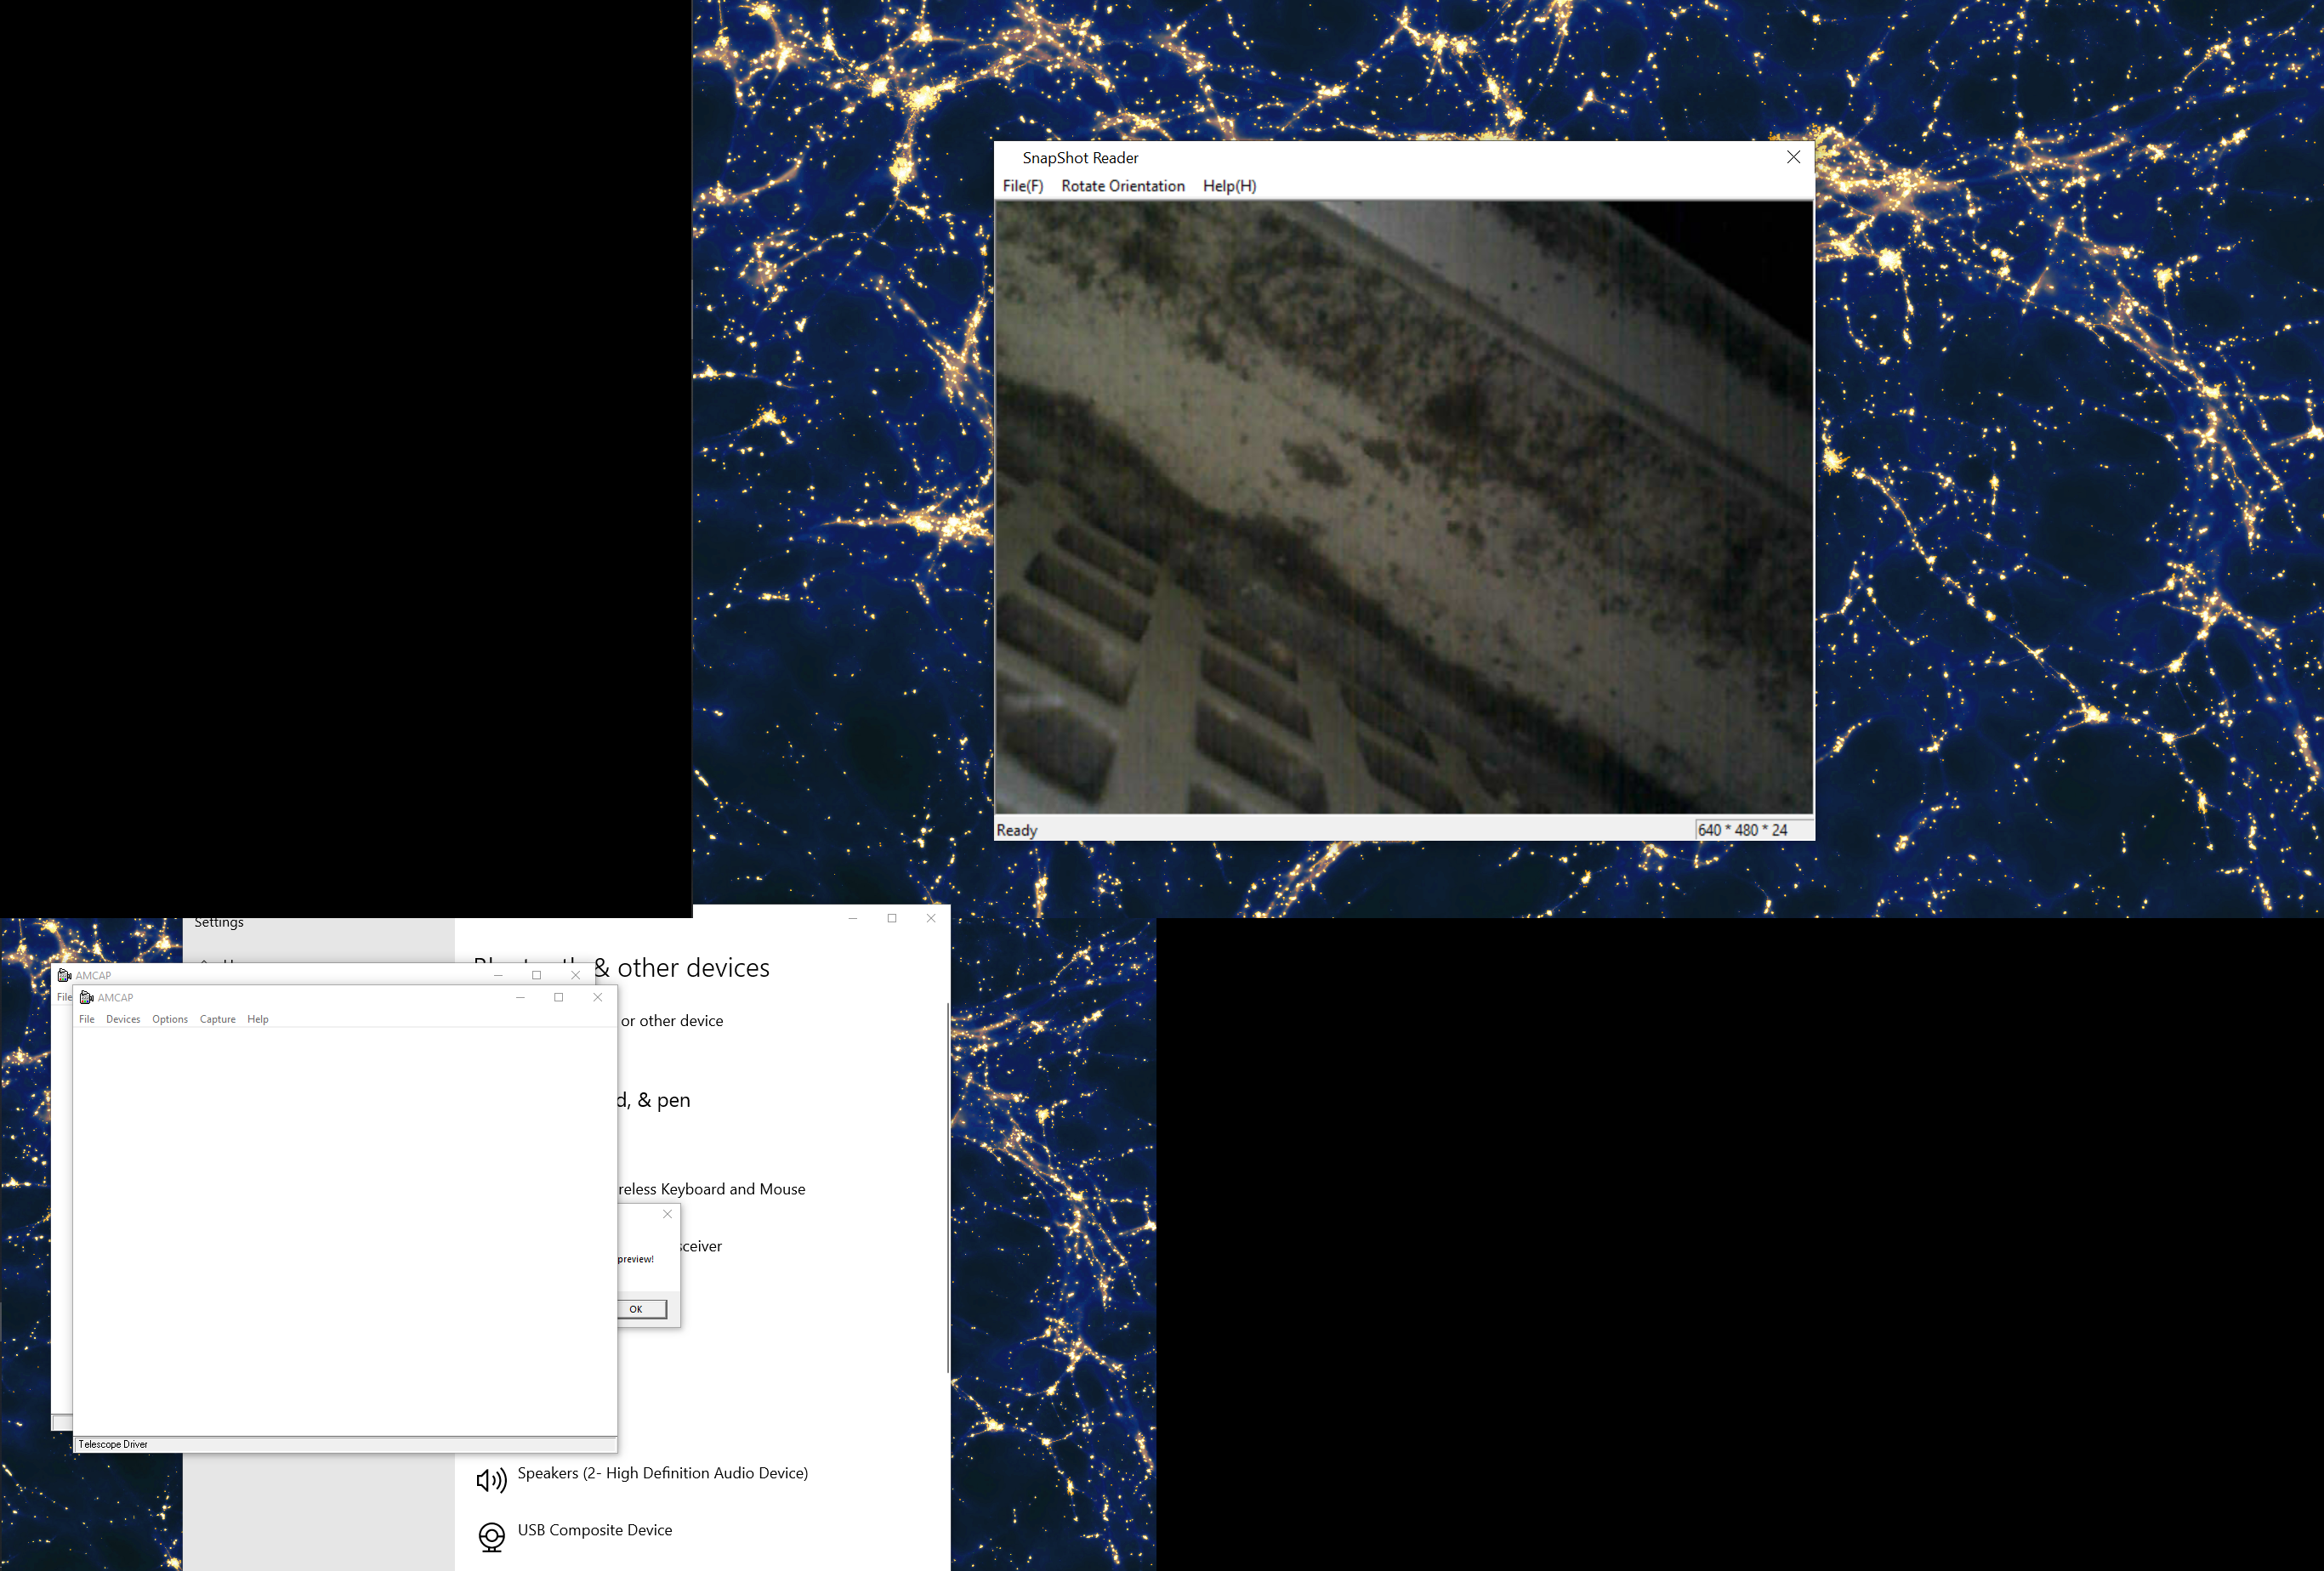 SnapShot Reader
File(F) Rotate Orientation Help(H)
Ready 640 * 480 * 24
Settings
& other devices
AMCAP
File
AMCAP
File Devices Options Capture Help
or other device
d, & pen
reless Keyboard and Mouse
ceiver
preview!
OK
Telescope Driver
Speakers (2- High Definition Audio Device)
USB Composite Device